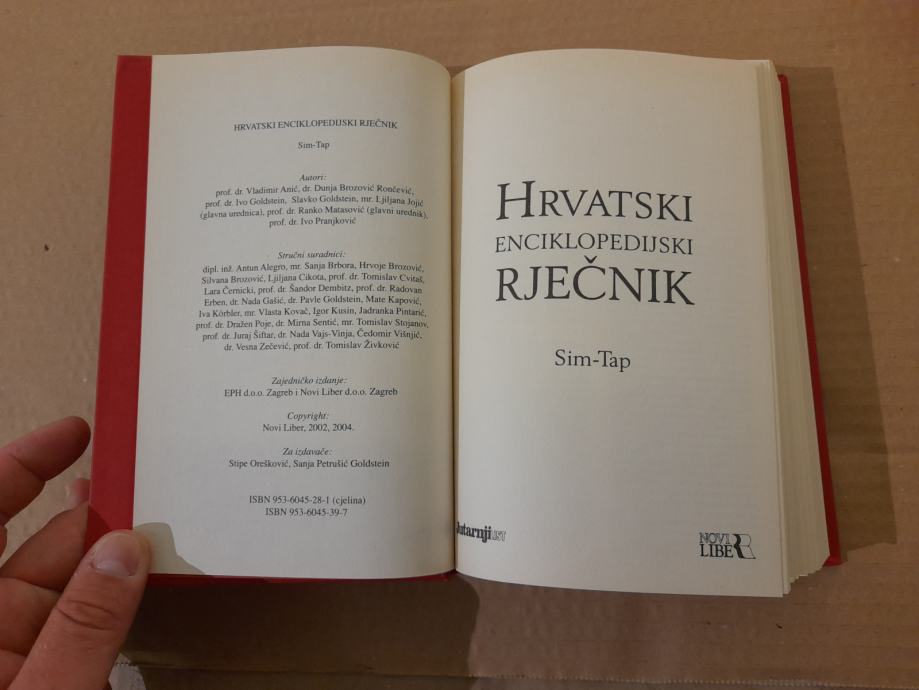 HRVATSKI ENCIKLOPEDIJSKI RJEČNIK
Sim-Tap
Autori:
prof. dr. Vladimir Anić, dr. Dunja Brozović Rončević,
prof. dr. Ivo Goldstein, Slavko Goldstein, mr. Ljiljana Jojić
(glavna urednica), prof. dr. Ranko Matasović (glavni urednik),
prof. dr. Ivo Pranjković
Stručni suradnici:
dipl. inž. Antun Alegro, mr. Sanja Brbora, Hrvoje Brozović,
Silvana Brozović, Ljiljana Cikota, prof. dr. Tomislav Cvitaš,
Lara Černicki, prof. dr. Šandor Dembitz, prof. dr. Radovan
Erben, dr. Nada Gašić, dr. Pavle Goldstein, Mate Kapović,
Iva Körbler, mr. Vlasta Kovač, Igor Kusin, Jadranka Pintarić,
prof. dr. Dražen Poje, dr. Mirna Sentić, mr. Tomislav Stojanov,
prof. dr. Juraj Šiftar, dr. Nada Vajs-Vinja, Čedomir Višnjić,
dr. Vesna Zečević, prof. dr. Tomislav Živković
Zajedničko izdanje:
EPH d.o.o. Zagreb i Novi Liber d.o.o. Zagreb
Copyright:
Novi Liber, 2002, 2004.
Za izdavače:
Stipe Orešković, Sanja Petrušić Goldstein
ISBN 953-6045-28-1 (cjelina)
ISBN 953-6045-39-7
HRVATSKI
ENCIKLOPEDIJSKI
RJEČNIK
Sim-Tap
Jutarnji LIST
NOVI
LIBER